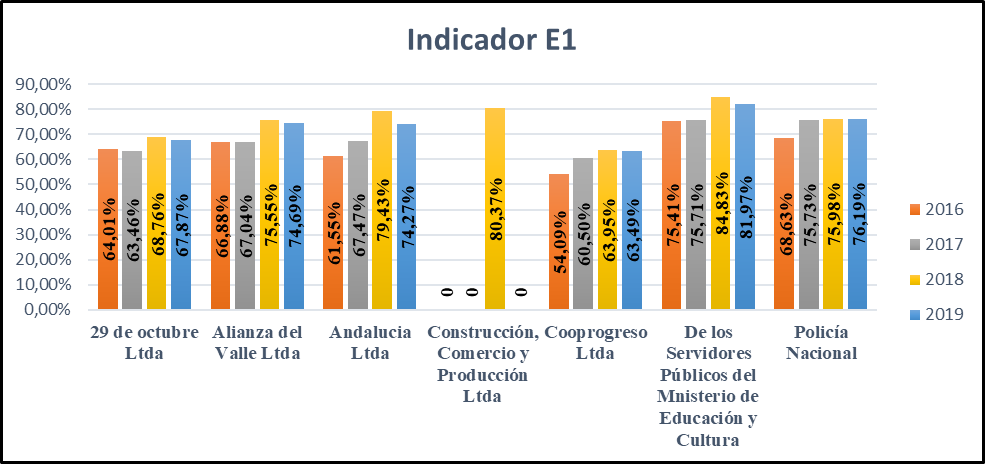 Indicador E1
90,00%
80,00%
70,00%
60,00%
50,00%
40,00%
30,00%
20,00%
10,00%
0,00%
64,01%
63,46%
68,76%
67,87%
66,88%
67,04%
75,55%
74,69%
61,55%
67,47%
79,43%
74,27%
0
0
80,37%
0
54,09%
60,50%
63,95%
63,49%
75,41%
75,71%
84,83%
81,97%
68,63%
75,73%
75,98%
76,19%
29 de octubre
Ltda
Alianza del
Valle Ltda
Andalucia
Ltda
Construcción,
Comercio y
Producción
Ltda
Cooprogreso
Ltda
De los
Servidores
Públicos del
Mnisterio de
Educación y
Cultura
Policía
Nacional
2016
2017
2018
2019